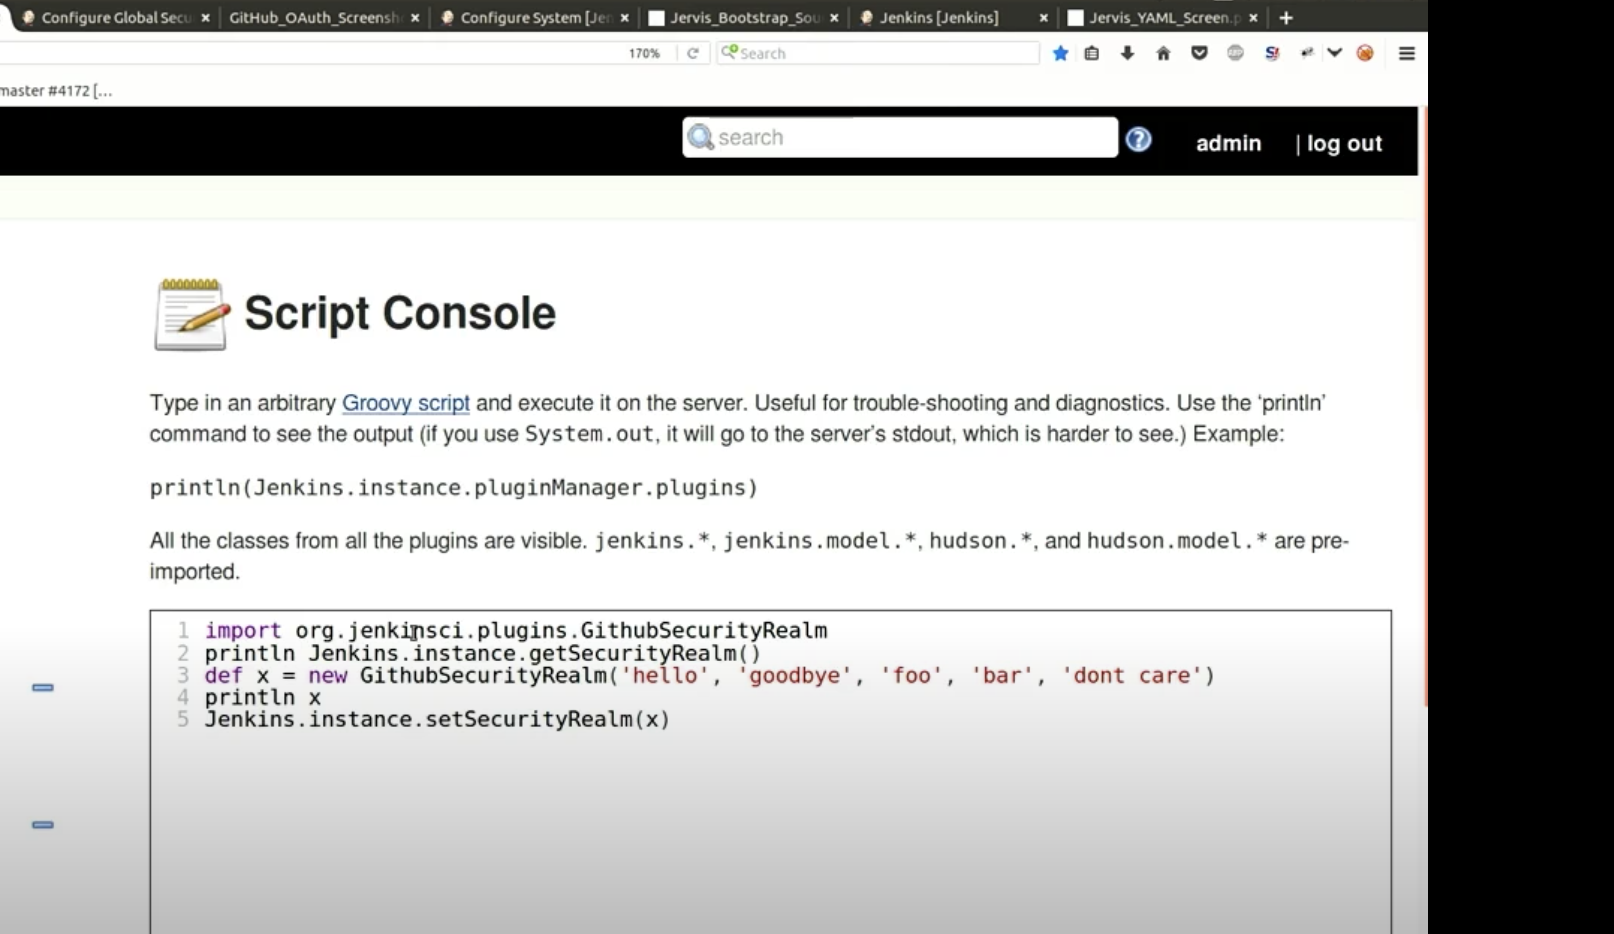 Configure Global Secu
GitHub_OAuth_Screensh
Configure System [Jen
Jervis_Bootstrap_Sou
Jenkins [Jenkins]
Jervis_YAML_Screen.p
170%
Search
master #4172 [...
search
admin
| log out
Script Console
Type in an arbitrary Groovy script and execute it on the server. Useful for trouble-shooting and diagnostics. Use the ‘println’
command to see the output (if you use System.out, it will go to the server’s stdout, which is harder to see.) Example:
println(Jenkins.instance.pluginManager.plugins)
All the classes from all the plugins are visible. jenkins.*, jenkins.model.*, hudson.*, and hudson.model.* are pre-
imported.
1 import org.jenkinsci.plugins.GithubSecurityRealm
2 println Jenkins.instance.getSecurityRealm()
3 def x = new GithubSecurityRealm('hello', 'goodbye', 'foo', 'bar', 'dont care')
4 println x
5 Jenkins.instance.setSecurityRealm(x)